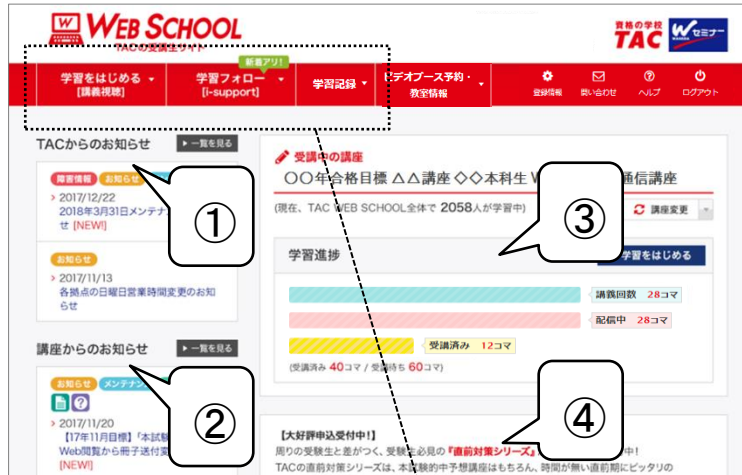 WEB SCHOOL
TACの受講生サイト
資格の学校
TAC
Wセミナー
新着アリ!
学習をはじめる
[講義視聴]
学習フォロー
[i-support]
学習記録
ビデオブース予約・
教室情報
登録情報
問い合わせ
ヘルプ
ログアウト
TACからのお知らせ
一覧を見る
障害情報 お知らせ
2017/12/22
2018年3月31日メンテナ
せ [NEW!]
お知らせ
2017/11/13
各拠点の日曜日営業時間変更のお知
らせ
①
講座からのお知らせ
一覧を見る
お知らせ メンテナン
2017/11/20
【17年11月目標】「本試験
Web閲覧から冊子送付変
[NEW!]
②
受講中の講座
〇〇年合格目標 △△講座 ◇◇本科生 W 通信講座
(現在、TAC WEB SCHOOL全体で 2058人が学習中)
講座変更
③
学習進捗
学習をはじめる
講義回数 28コマ
配信中 28コマ
受講済み 12コマ
(受講済み 40コマ / 受講待ち 60コマ)
④
【大好評申込受付中!】
周りの受験生と差がつく、受験生必見の『直前対策シリーズ』 中!
TACの直前対策シリーズは、本試験的中予想講座はもちろん、時間が無い直前期にピッタリの